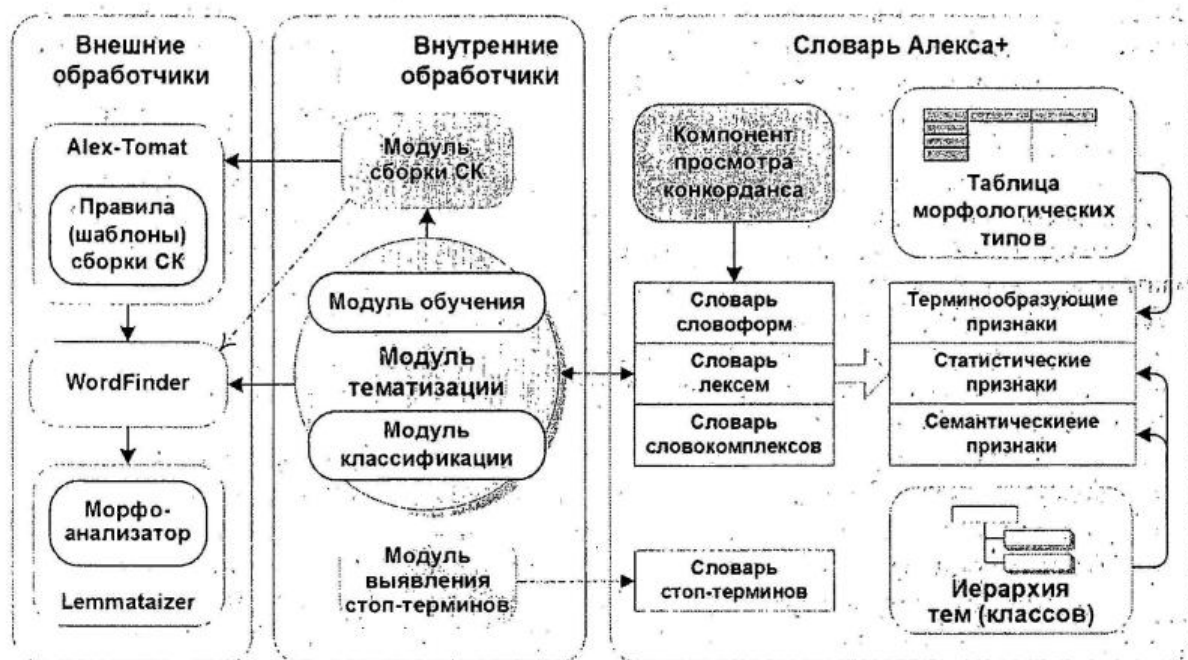 Внешние
обработчики
Alex-Tomat
Правила
(шаблоны)
сборки СК
WordFinder
Морфо-
анализатор
Lemmataizer
Внутренние
обработчики
Модуль
сборки СК
Модуль обучения
Модуль
тематизации
Модуль
классификации
Модуль
выявления
стоп-терминов
Словарь Алекса+
Компонент
просмотра
конкорданса
Таблица
морфологических
типов
Словарь
словоформ
Словарь
лексем
Словарь
словокомплексов
Терминообразующие
признаки
Статистические
признаки
Семантическиеие
признаки
Словарь
стоп-терминов
Иерархия
тем (классов)